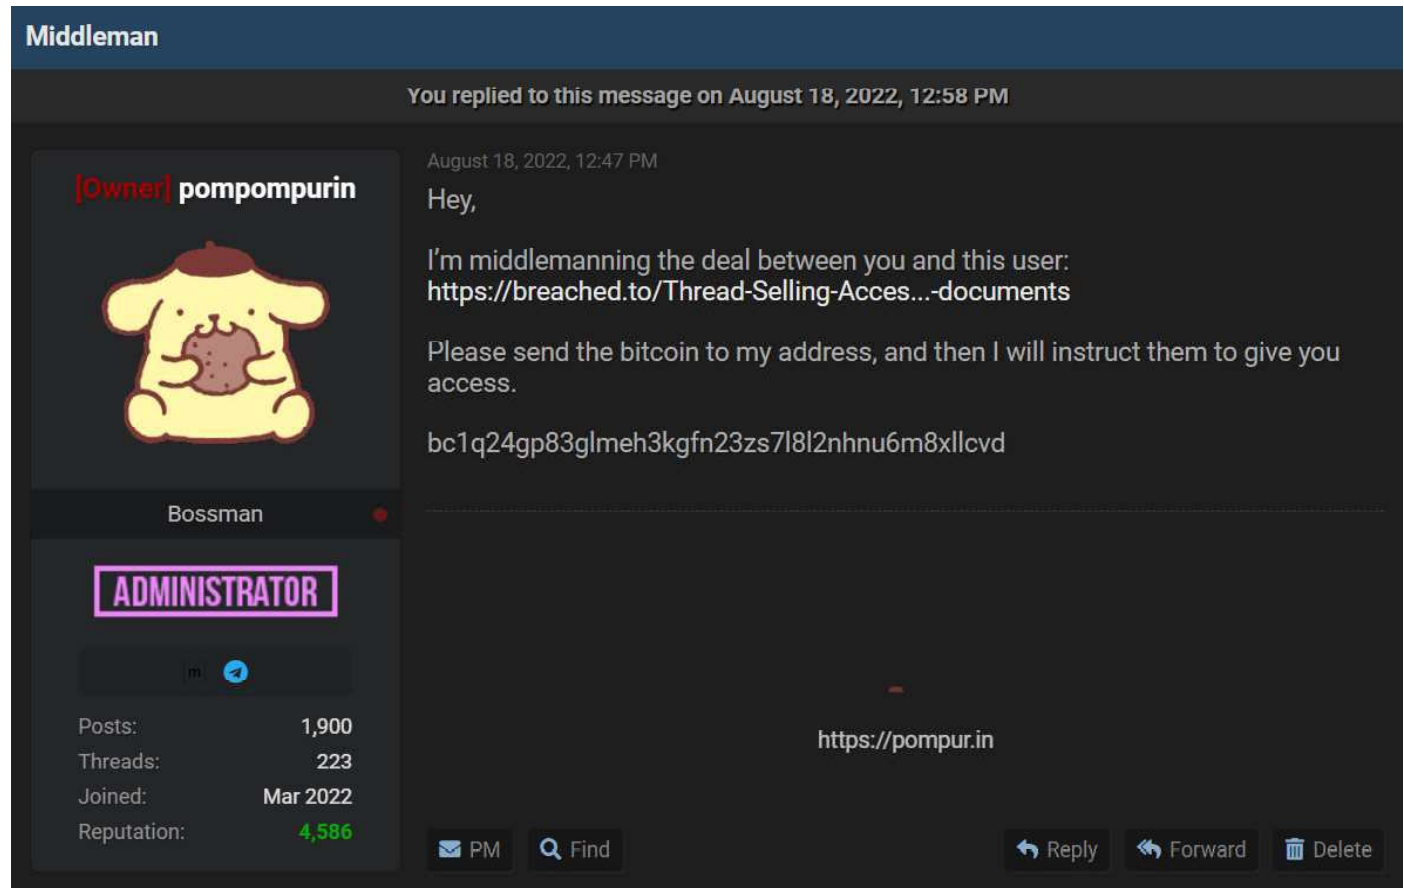 Middleman
You replied to this message on August 18, 2022, 12:58 PM
[Owner] pompompurin
Bossman
ADMINISTRATOR
[m]
Posts: 1,900
Threads: 223
Joined: Mar 2022
Reputation: 4,586
August 18, 2022, 12:47 PM
Hey,
I'm middlemanning the deal between you and this user:
https://breached.to/Thread-Selling-Acces...-documents
Please send the bitcoin to my address, and then I will instruct them to give you
access.
bc1q24gp83glmeh3kgfn23zs7l8l2nhnu6m8xllcvd
https://pompur.in
PM Find Reply Forward Delete